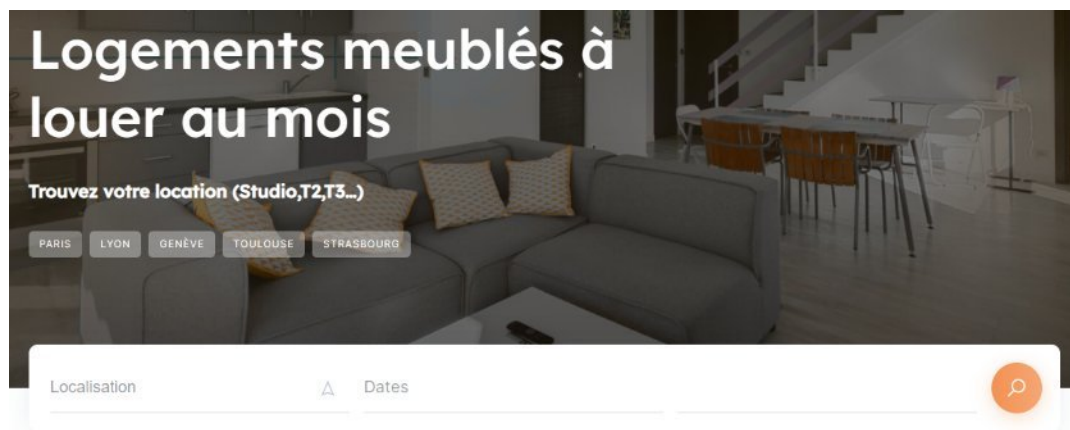 Logements meublés à
louer au mois
Trouvez votre location (Studio,T2,T3...)
PARIS LYON GENÈVE TOULOUSE STRASBOURG
Localisation Dates